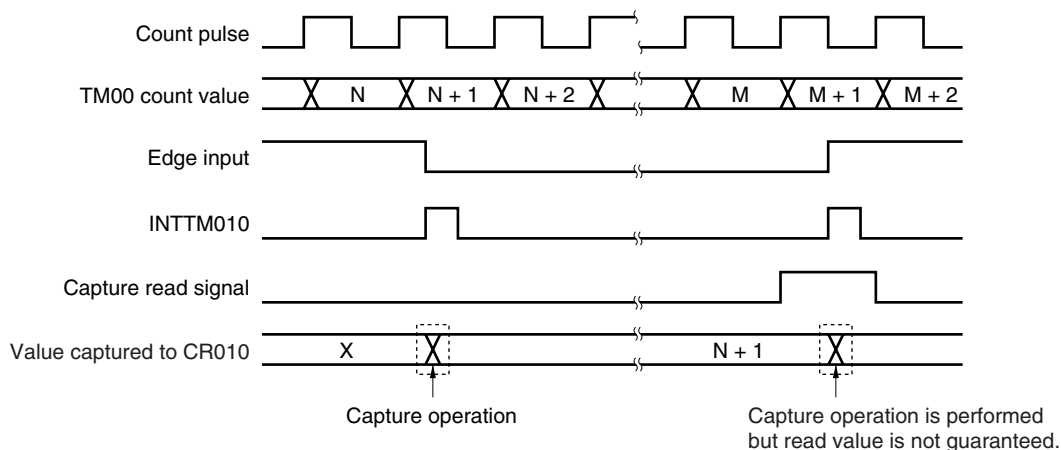 Count pulse
TM00 count value
N
N + 1
N + 2
M
M + 1
M + 2
Edge input
INTTM010
Capture read signal
Value captured to CR010
X
N + 1
Capture operation
Capture operation is performed
but read value is not guaranteed.